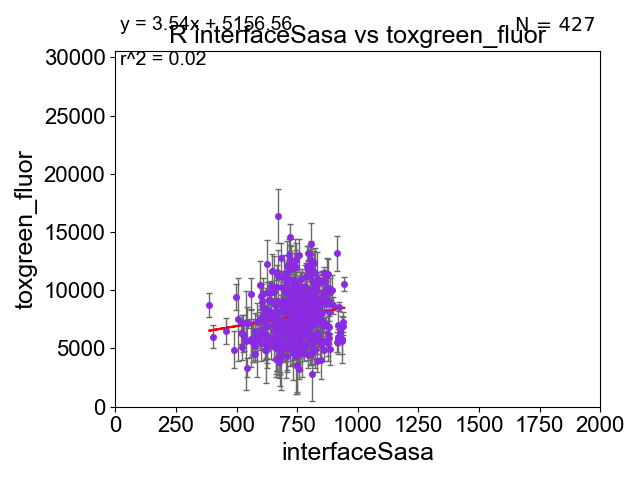 y = 3.54x + 5156.56
N = 427
R interfaceSasa vs toxgreen_fluor
r^2 = 0.02
30000
25000
20000
15000
10000
5000
0
toxgreen_fluor
0 250 500 750 1000 1250 1500 1750 2000
interfaceSasa